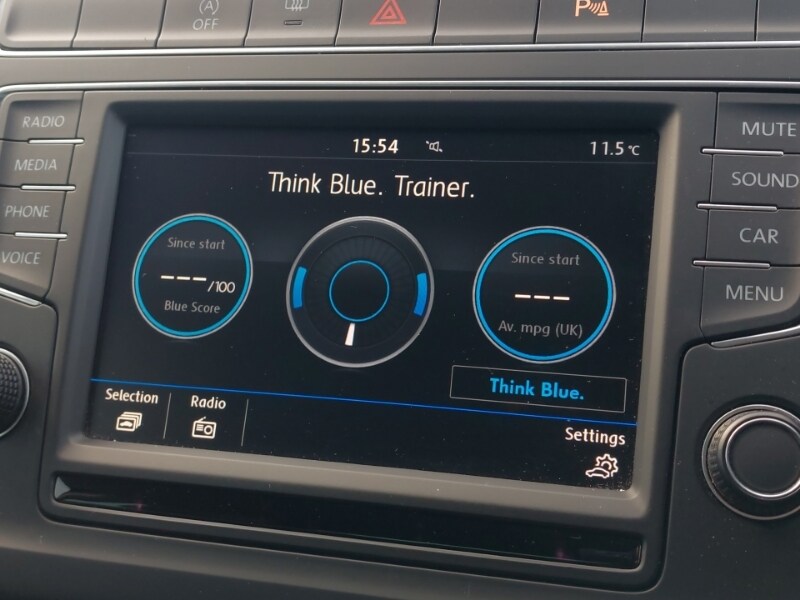 (A)
OFF
P
RADIO
MEDIA
PHONE
VOICE
15:54
11.5 °C
Think Blue. Trainer.
Since start
---/100
Blue Score
Since start
---
Av. mpg (UK)
Think Blue.
Selection
Radio
Settings
MUTE
SOUND
CAR
MENU